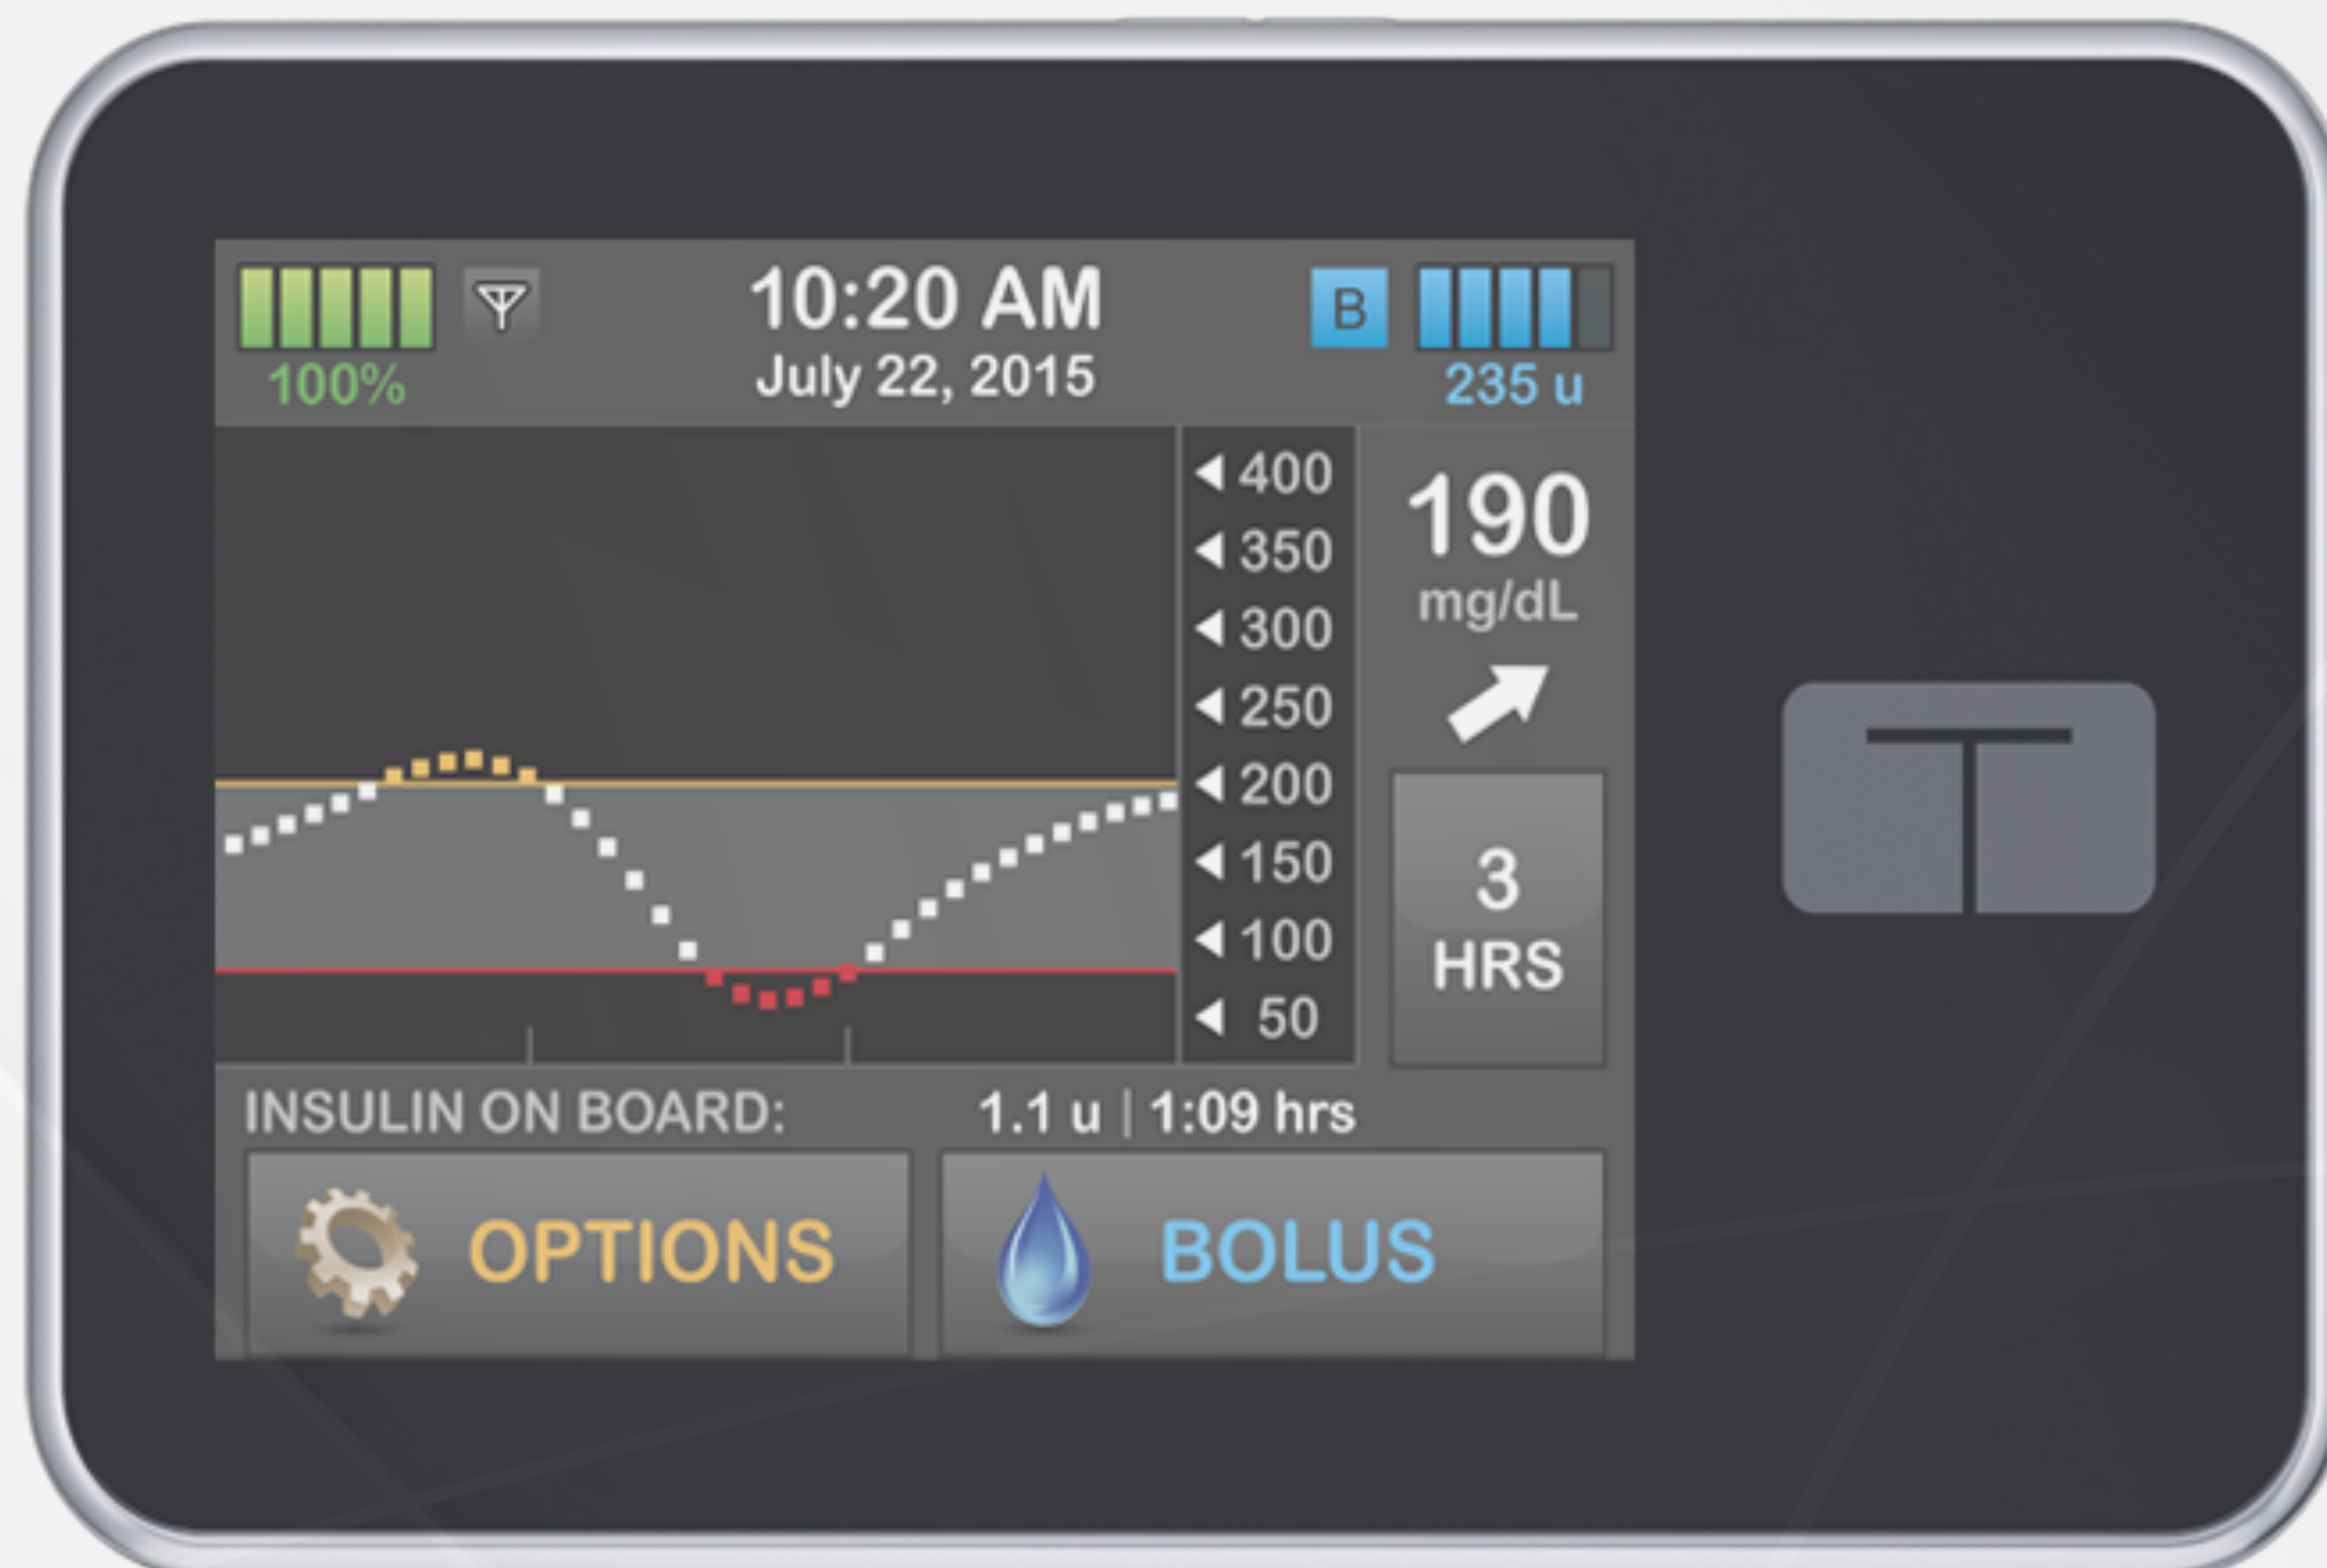 10:20 AM
July 22, 2015
100%
B
235 u
400
350
300
250
200
150
100
50
190
mg/dL
3
HRS
INSULIN ON BOARD: 1.1 u | 1:09 hrs
OPTIONS
BOLUS
T